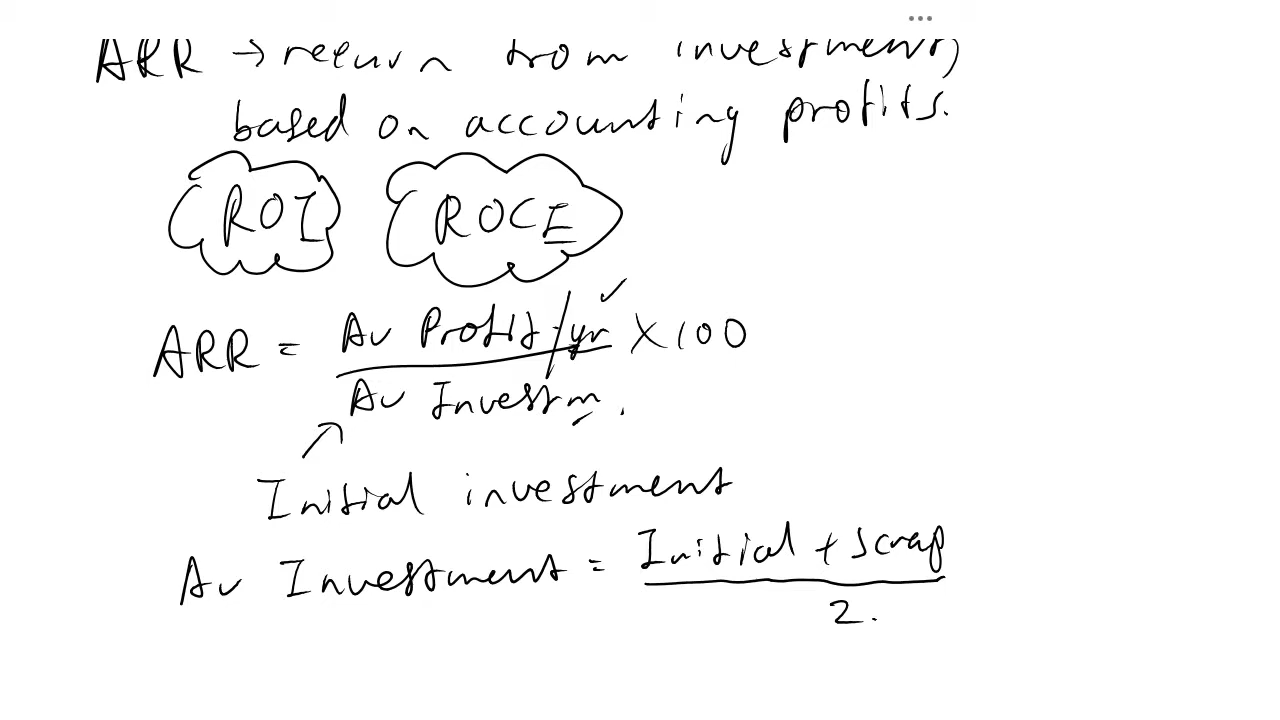 ARR → return from investment,
based on accounting profits.
ROI ROCE
ARR = Av Profit/yr ✓ × 100
Av Investm.
Initial investment
Av Investment = Initial + scrap
2.